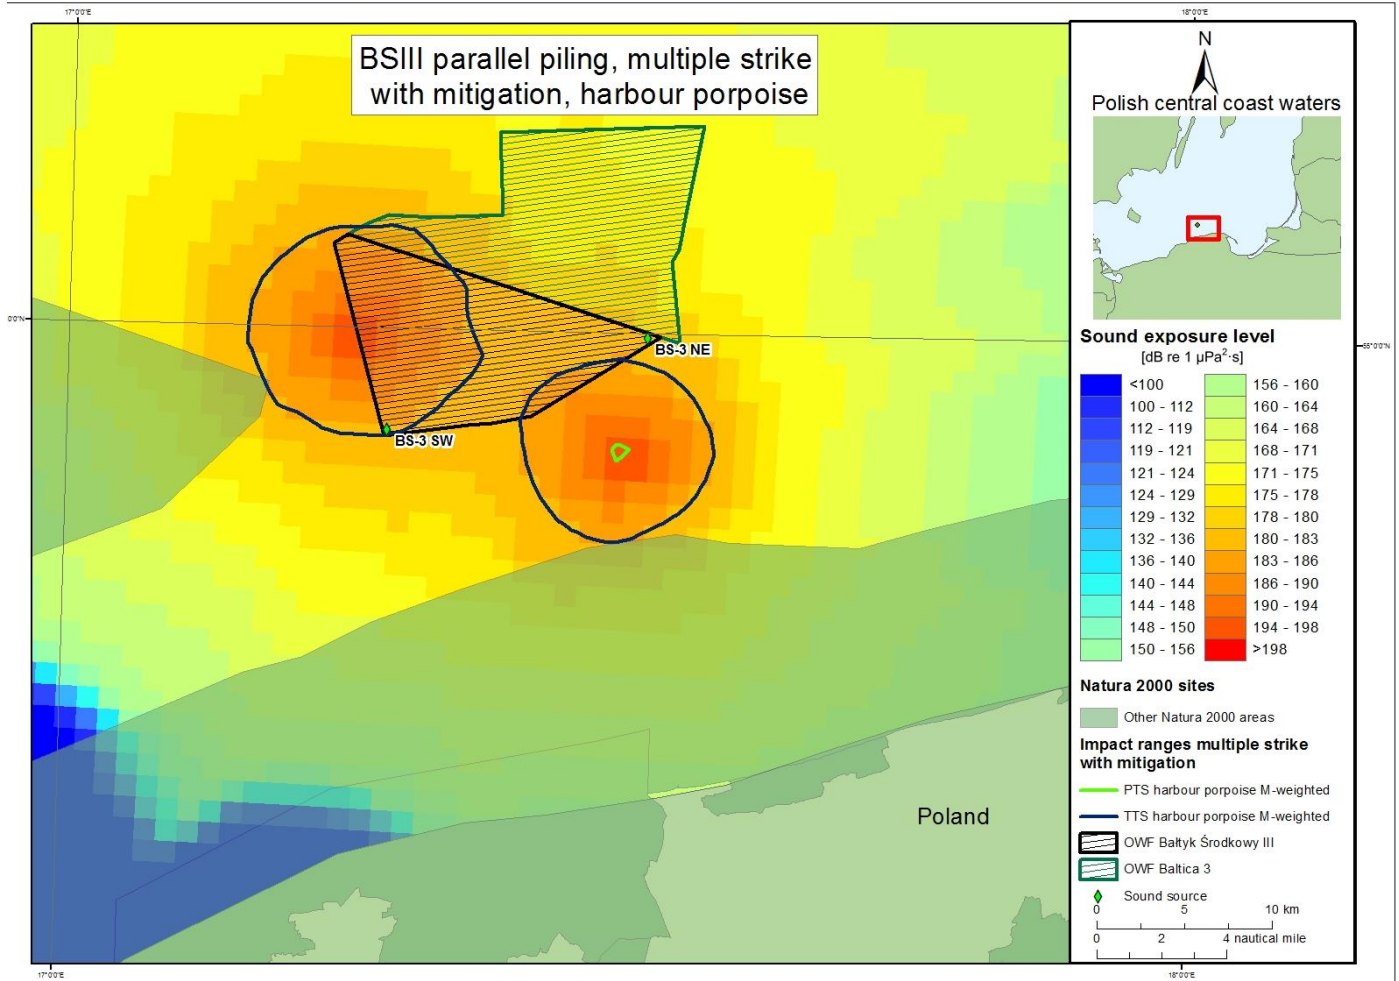 17°0'0"E
18°0'0"E
BSIII parallel piling, multiple strike
with mitigation, harbour porpoise
N
Polish central coast waters
0'0"N
55°0'0"N
BS-3 NE
BS-3 SW
Sound exposure level
[dB re 1 µPa²·s]
<100 156 - 160
100 - 112 160 - 164
112 - 119 164 - 168
119 - 121 168 - 171
121 - 124 171 - 175
124 - 129 175 - 178
129 - 132 178 - 180
132 - 136 180 - 183
136 - 140 183 - 186
140 - 144 186 - 190
144 - 148 190 - 194
148 - 150 194 - 198
150 - 156 >198
Natura 2000 sites
Other Natura 2000 areas
Impact ranges multiple strike
with mitigation
PTS harbour porpoise M-weighted
TTS harbour porpoise M-weighted
OWF Bałtyk Środkowy III
OWF Baltica 3
Sound source
0 5 10 km
0 2 4 nautical mile
Poland
17°0'0"E
18°0'0"E